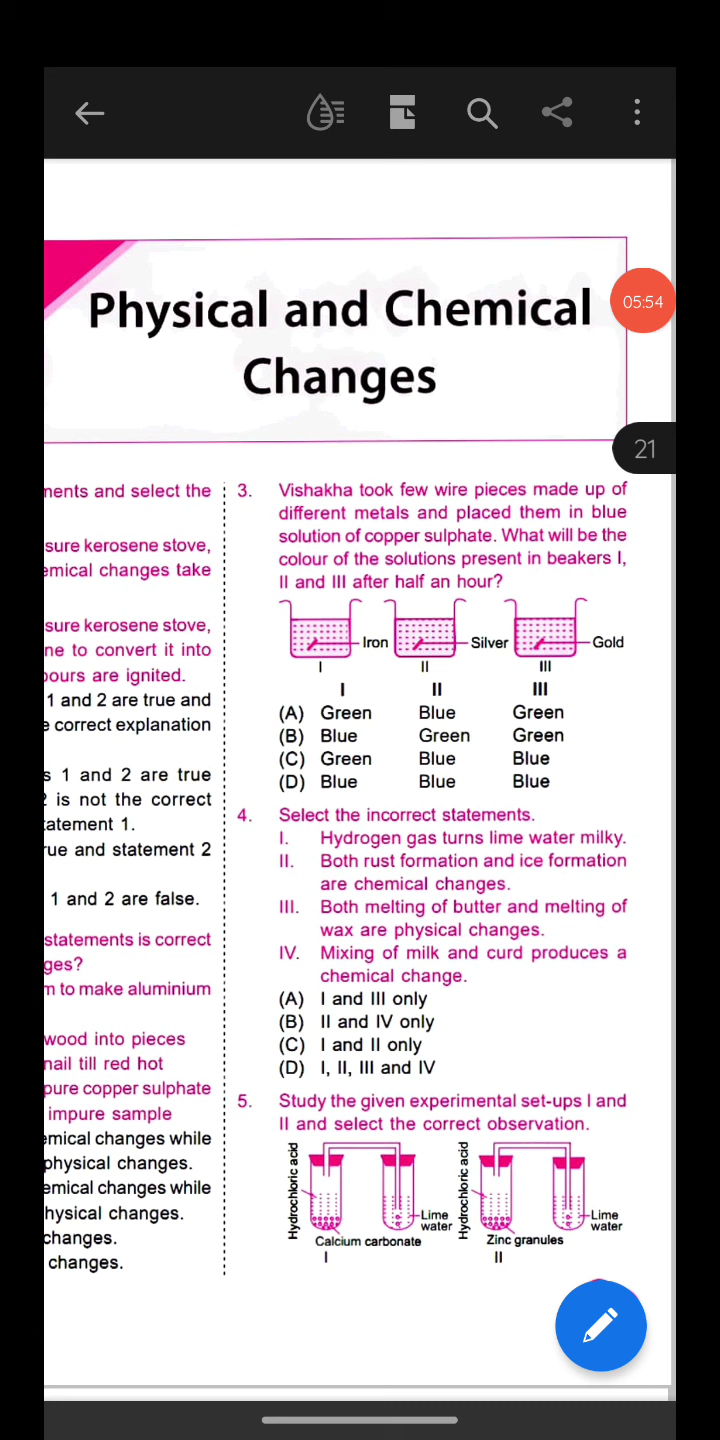 Physical and Chemical
Changes
05:54
21
ments and select the
sure kerosene stove,
emical changes take
sure kerosene stove,
ne to convert it into
ours are ignited.
1 and 2 are true and
correct explanation
s 1 and 2 are true
is not the correct
atement 1.
rue and statement 2
1 and 2 are false.
statements is correct
ges?
m to make aluminium
wood into pieces
nail till red hot
pure copper sulphate
impure sample
emical changes while
physical changes.
emical changes while
hysical changes.
changes.
changes.
3. Vishakha took few wire pieces made up of
different metals and placed them in blue
solution of copper sulphate. What will be the
colour of the solutions present in beakers I,
II and III after half an hour?
Iron Silver Gold
I II III
I II III
(A) Green Blue Green
(B) Blue Green Green
(C) Green Blue Blue
(D) Blue Blue Blue
4. Select the incorrect statements.
I. Hydrogen gas turns lime water milky.
II. Both rust formation and ice formation
are chemical changes.
III. Both melting of butter and melting of
wax are physical changes.
IV. Mixing of milk and curd produces a
chemical change.
(A) I and III only
(B) II and IV only
(C) I and II only
(D) I, II, III and IV
5. Study the given experimental set-ups I and
II and select the correct observation.
Hydrochloric acid
Lime
water
Calcium carbonate
I
Hydrochloric acid
Lime
water
Zinc granules
II